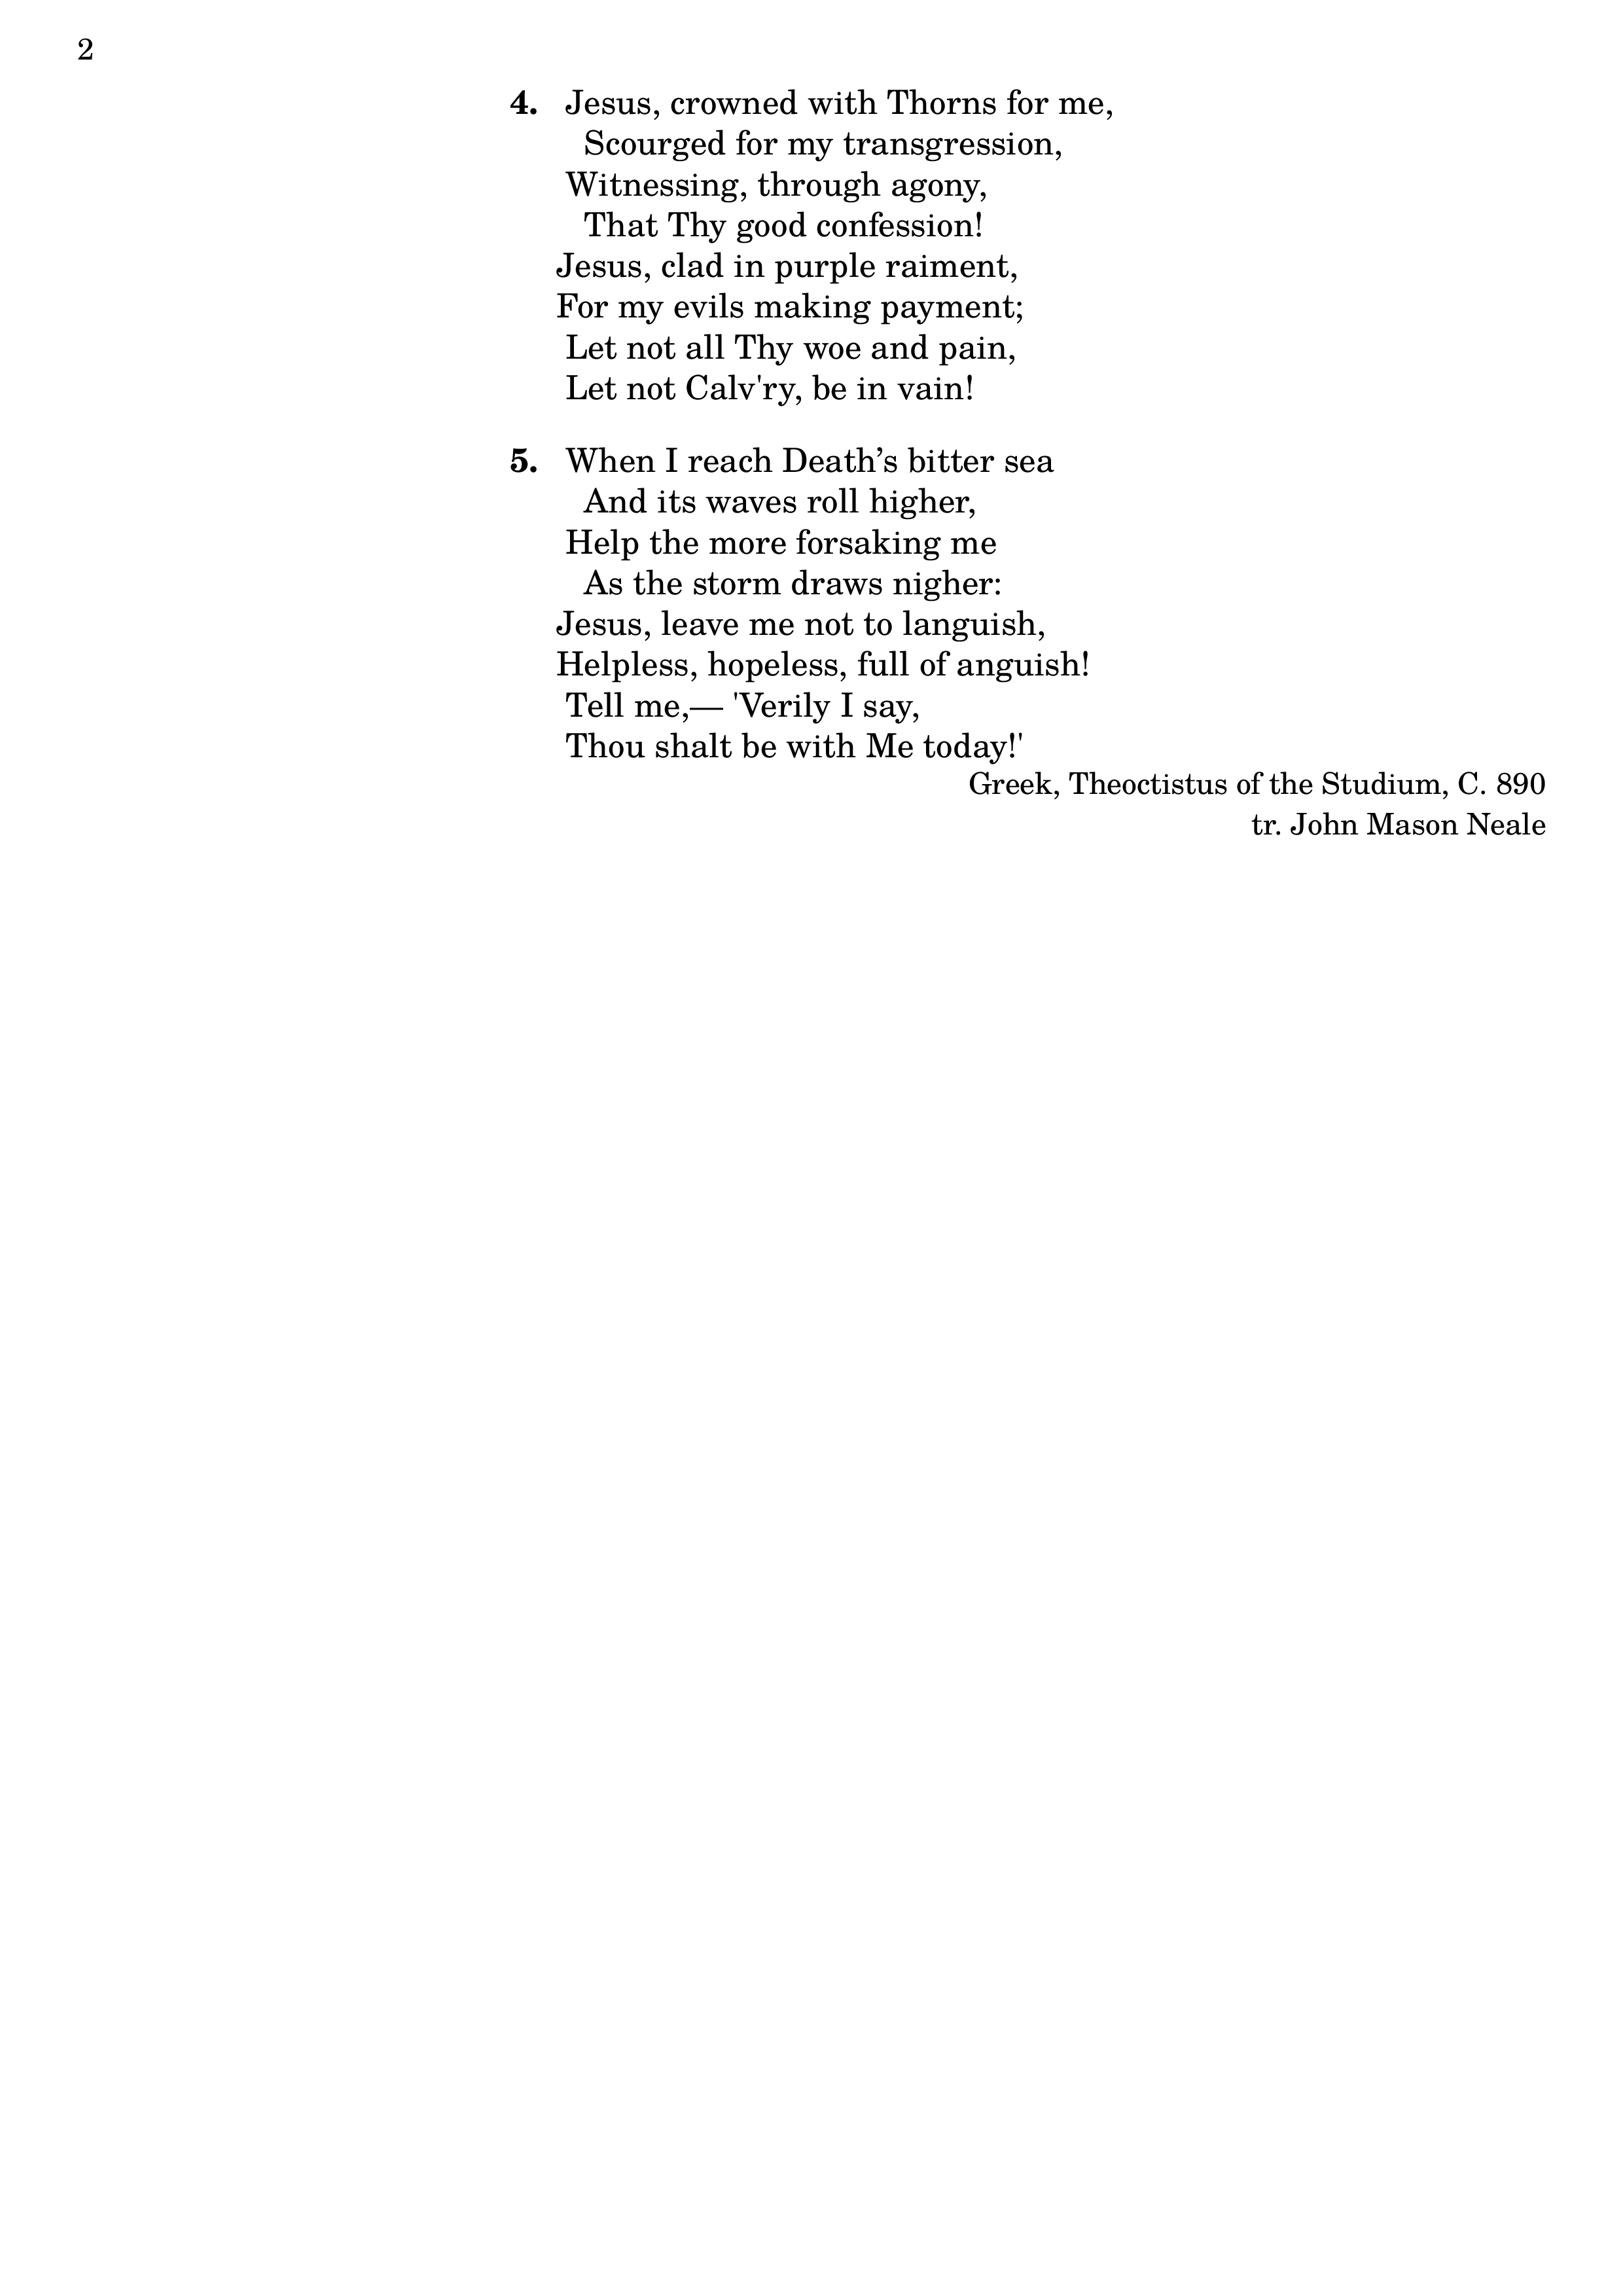 2
4. Jesus, crowned with Thorns for me,
Scourged for my transgression,
Witnessing, through agony,
That Thy good confession!
Jesus, clad in purple raiment,
For my evils making payment;
Let not all Thy woe and pain,
Let not Calv'ry, be in vain!
5. When I reach Death’s bitter sea
And its waves roll higher,
Help the more forsaking me
As the storm draws nigher:
Jesus, leave me not to languish,
Helpless, hopeless, full of anguish!
Tell me,— 'Verily I say,
Thou shalt be with Me today!'
Greek, Theoctistus of the Studium, C. 890
tr. John Mason Neale